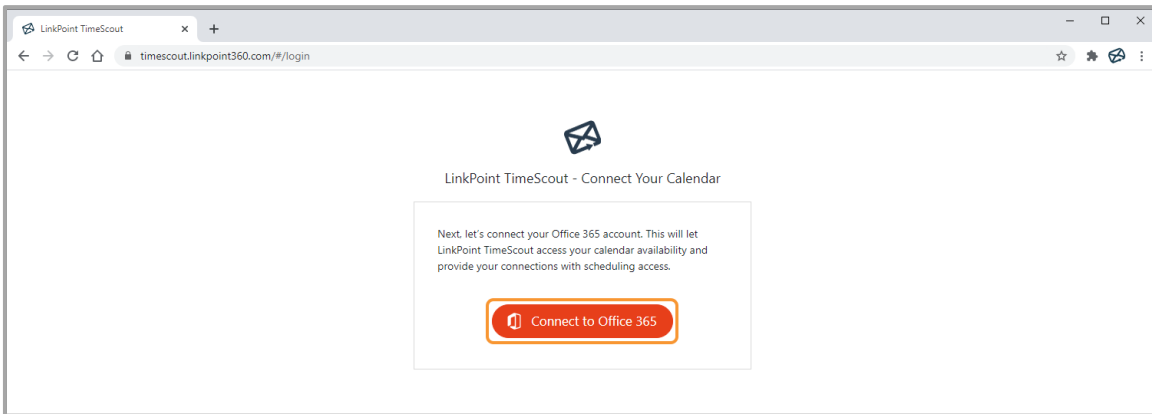 LinkPoint TimeScout
timescout.linkpoint360.com/#/login
LinkPoint TimeScout - Connect Your Calendar
Next, let's connect your Office 365 account. This will let
LinkPoint TimeScout access your calendar availability and
provide your connections with scheduling access.
Connect to Office 365